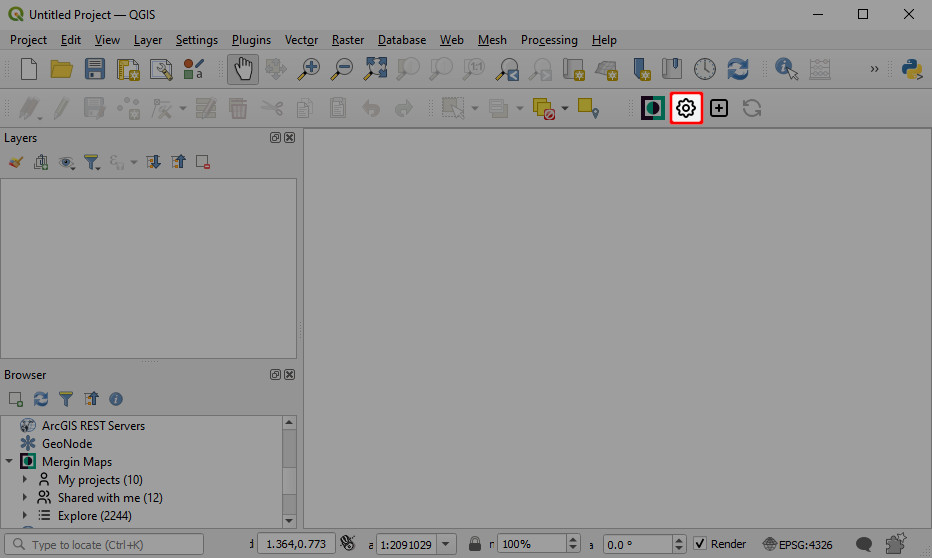 Untitled Project — QGIS
Project Edit View Layer Settings Plugins Vector Raster Database Web Mesh Processing Help
1:1
»
Layers
ε
Browser
ArcGIS REST Servers
GeoNode
Mergin Maps
My projects (10)
Shared with me (12)
Explore (2244)
Type to locate (Ctrl+K) d 1.364,0.773 a 1:2091029 r 100% a 0.0 ° Render EPSG:4326